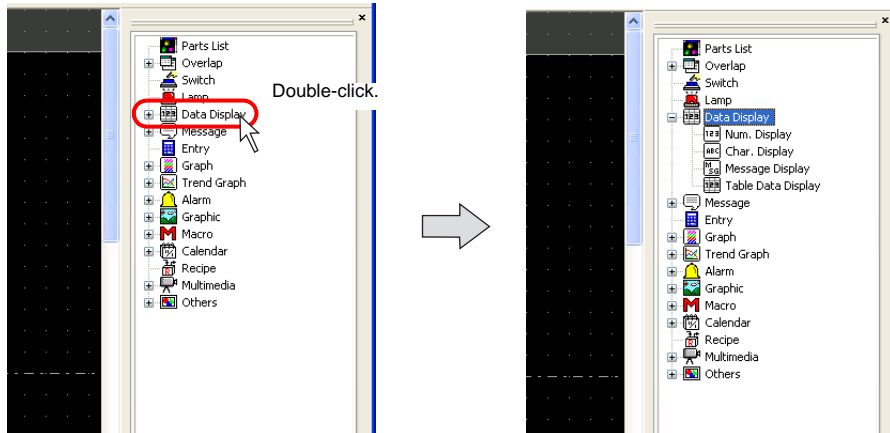 Parts List
Overlap
Switch
Lamp
Data Display
Message
Entry
Graph
Trend Graph
Alarm
Graphic
Macro
Calendar
Recipe
Multimedia
Others
Double-click.
Parts List
Overlap
Switch
Lamp
Data Display
Num. Display
Char. Display
Message Display
Table Data Display
Message
Entry
Graph
Trend Graph
Alarm
Graphic
Macro
Calendar
Recipe
Multimedia
Others